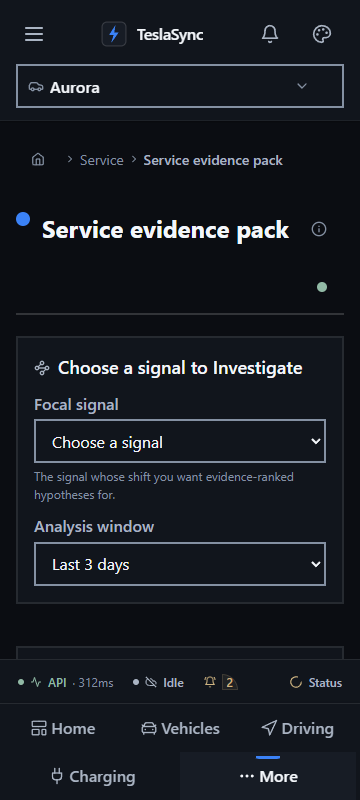 TeslaSync
Aurora
Service
Service evidence pack
Service evidence pack
Choose a signal to Investigate
Focal signal
Choose a signal
The signal whose shift you want evidence-ranked
hypotheses for.
Analysis window
Last 3 days
API · 312ms
Idle
2
Status
Home
Vehicles
Driving
Charging
More